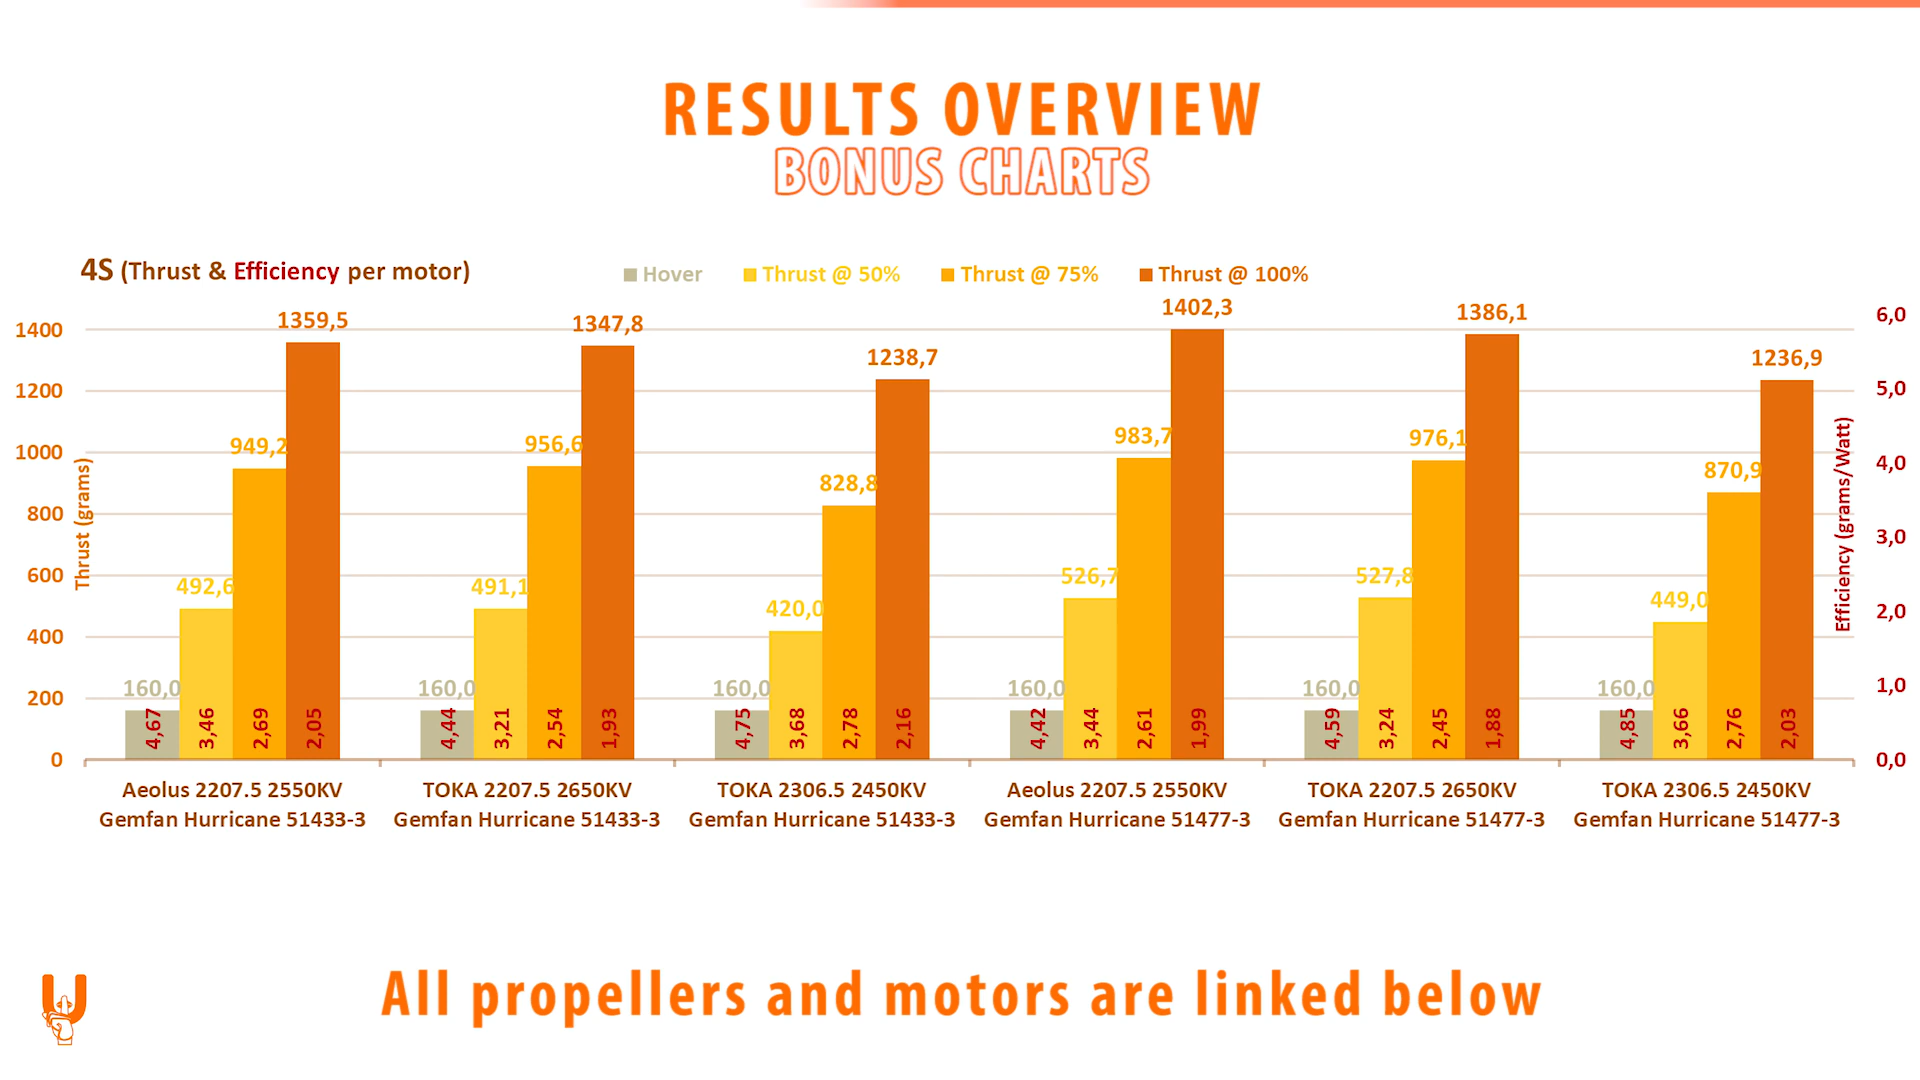 RESULTS OVERVIEW
BONUS CHARTS
4S (Thrust & Efficiency per motor)
Hover Thrust @ 50% Thrust @ 75% Thrust @ 100%
1400
1200
1000
800
600
400
200
0
Thrust (grams)
160,0 492,6 949,2 1359,5
4,67 3,46 2,69 2,05
160,0 491,1 956,6 1347,8
4,44 3,21 2,54 1,93
160,0 420,0 828,8 1238,7
4,75 3,68 2,78 2,16
160,0 526,7 983,7 1402,3
4,42 3,44 2,61 1,99
160,0 527,8 976,1 1386,1
4,59 3,24 2,45 1,88
160,0 449,0 870,9 1236,9
4,85 3,66 2,76 2,03
6,0
5,0
4,0
3,0
2,0
1,0
0,0
Efficiency (grams/Watt)
Aeolus 2207.5 2550KV
Gemfan Hurricane 51433-3
TOKA 2207.5 2650KV
Gemfan Hurricane 51433-3
TOKA 2306.5 2450KV
Gemfan Hurricane 51433-3
Aeolus 2207.5 2550KV
Gemfan Hurricane 51477-3
TOKA 2207.5 2650KV
Gemfan Hurricane 51477-3
TOKA 2306.5 2450KV
Gemfan Hurricane 51477-3
All propellers and motors are linked below